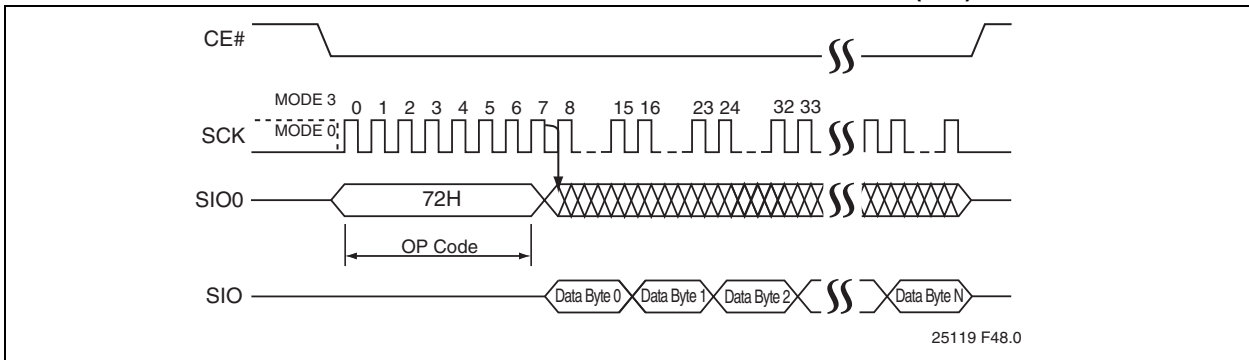 CE#
MODE 3
0 1 2 3 4 5 6 7 8 15 16 23 24 32 33
SCK
MODE 0
SIO0
72H
OP Code
SIO
Data Byte 0 Data Byte 1 Data Byte 2 Data Byte N
25119 F48.0